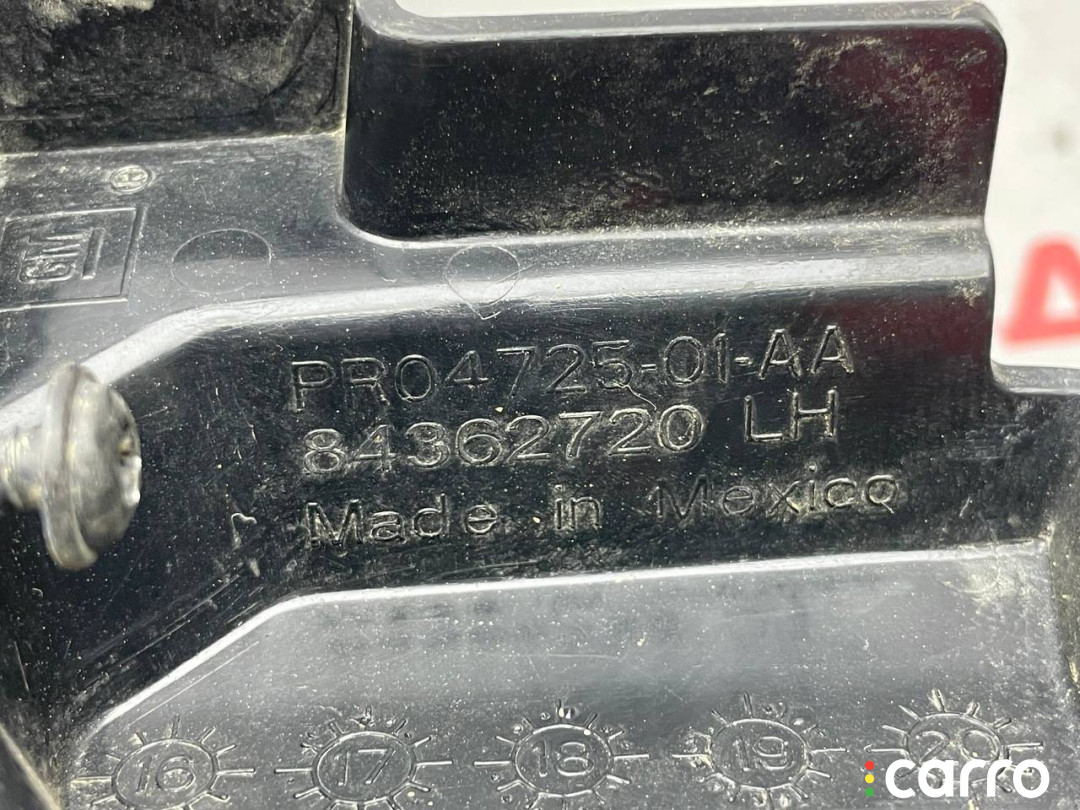 GM
PR04725-01-AA
84362720 LH
Made in Mexico
16 17 18 19 20
carro